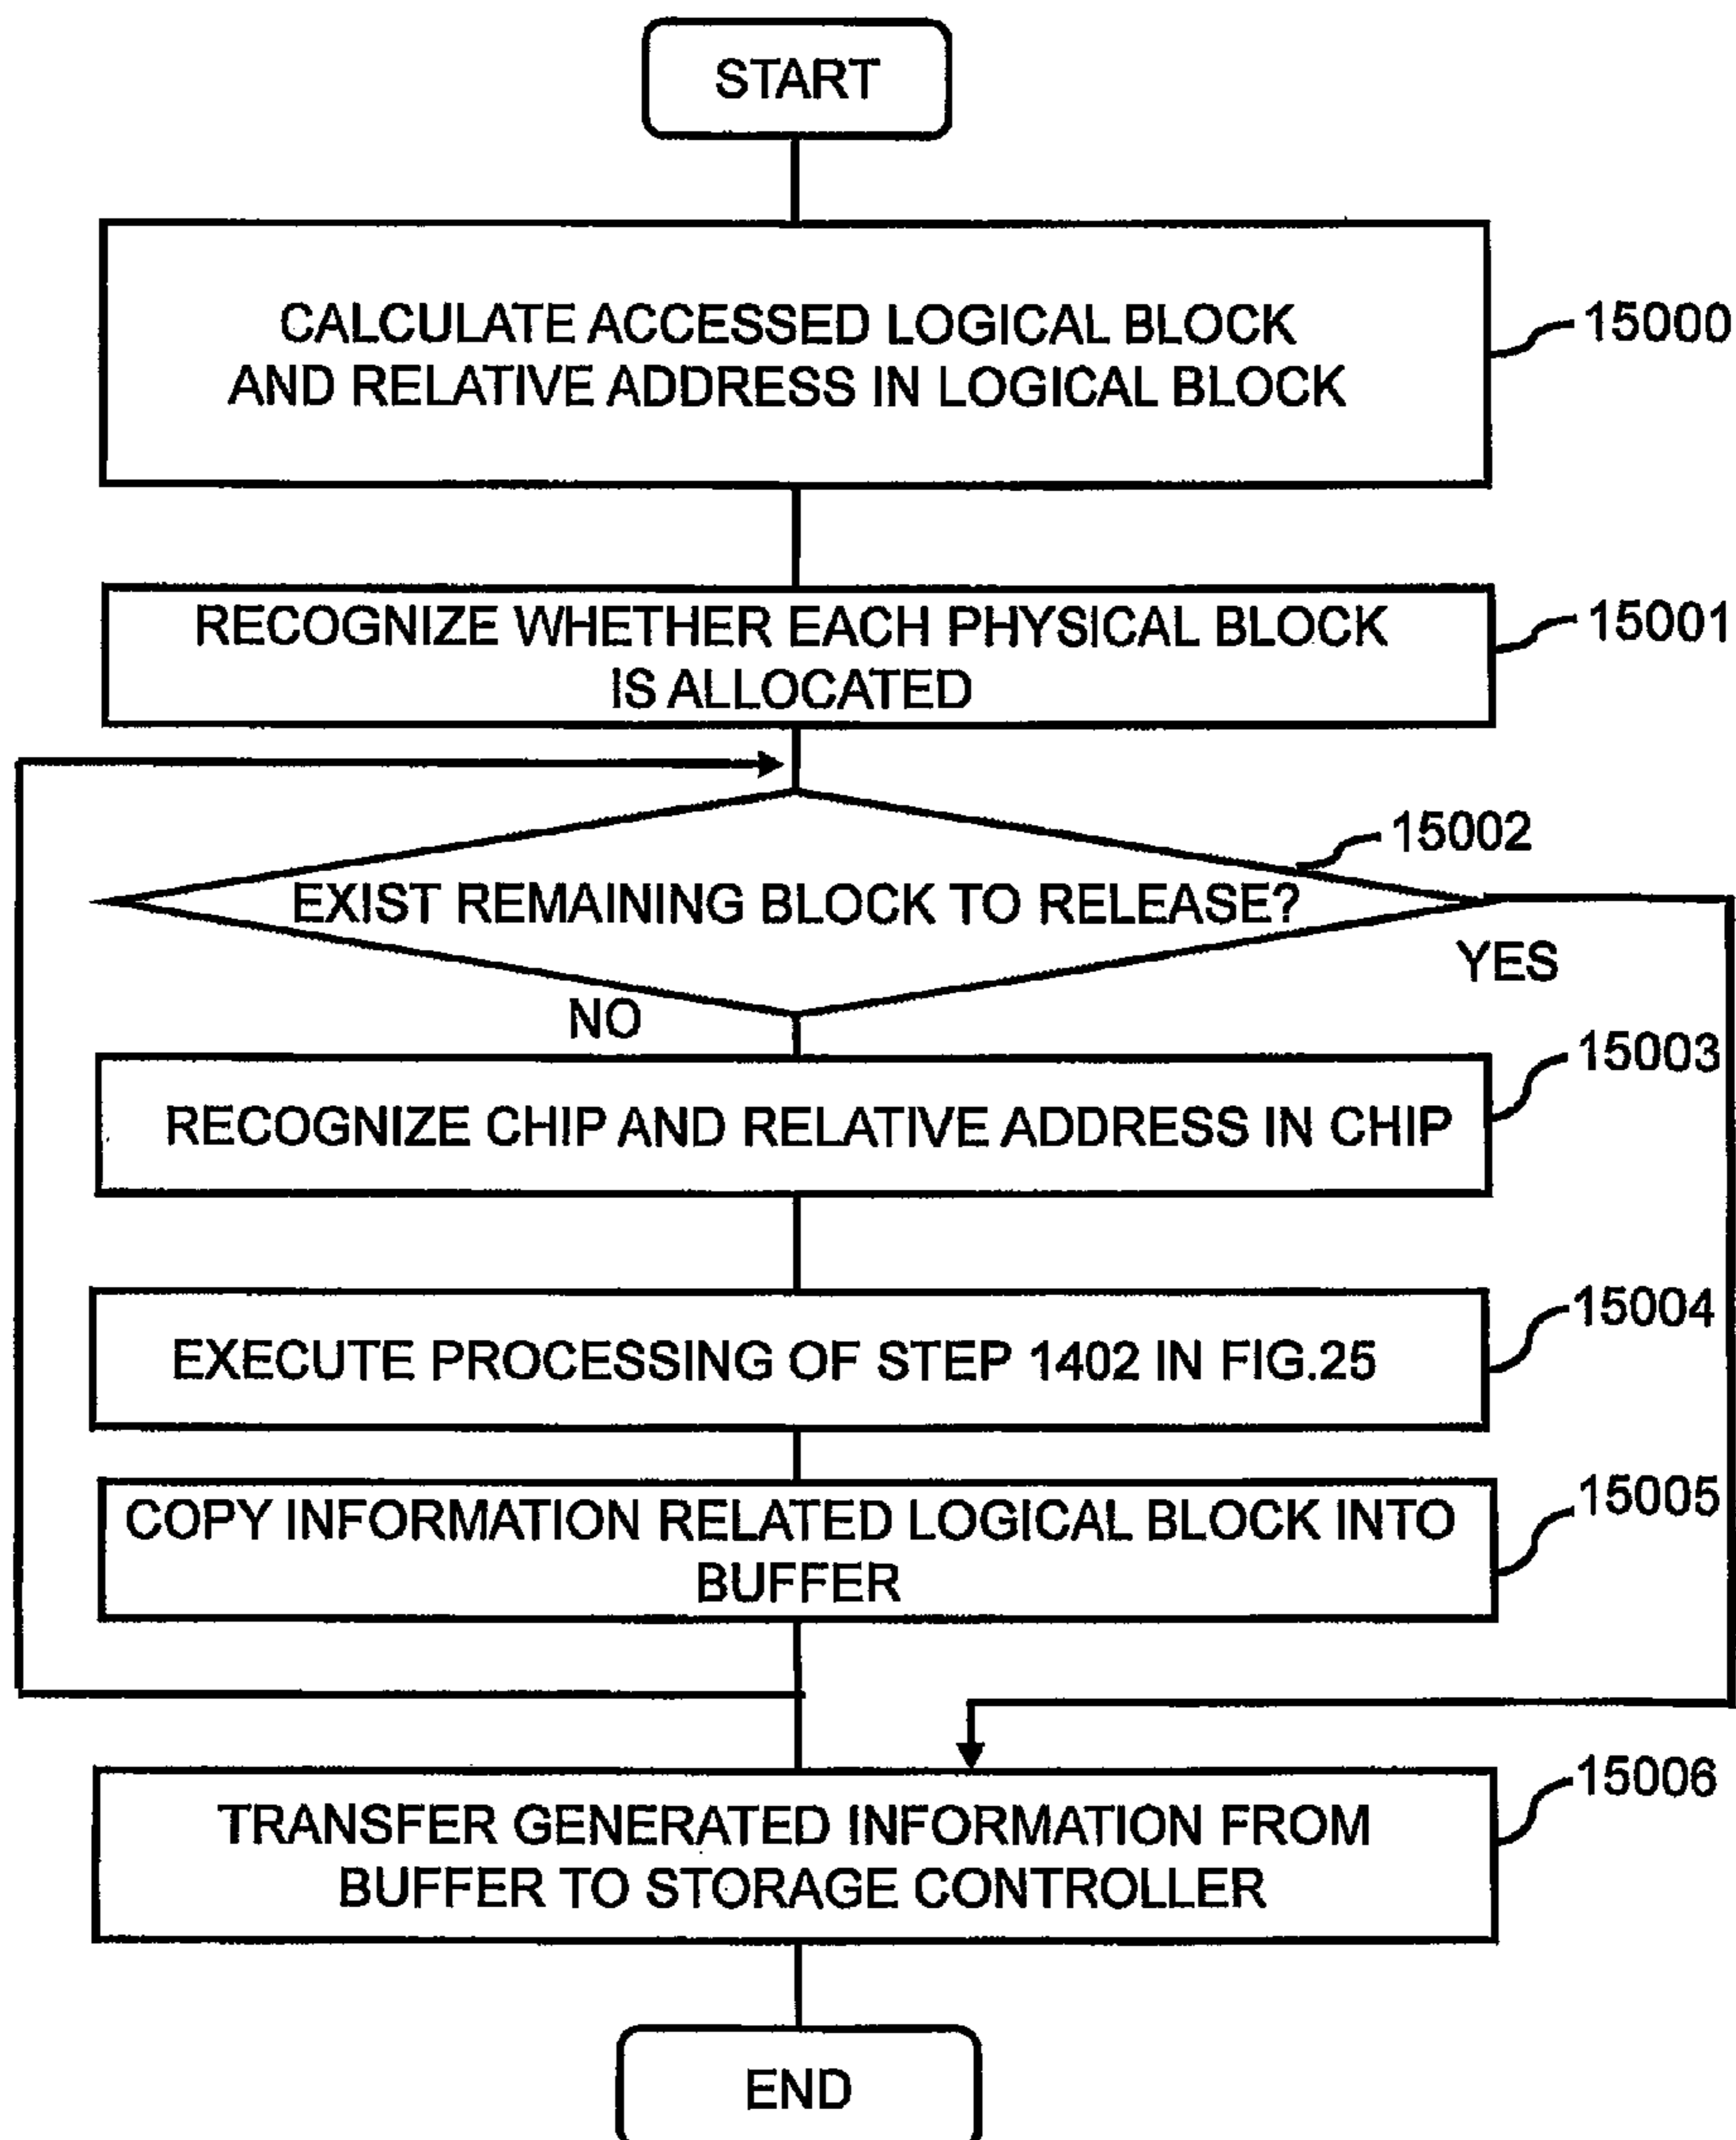 START
CALCULATE ACCESSED LOGICAL BLOCK
AND RELATIVE ADDRESS IN LOGICAL BLOCK
15000
RECOGNIZE WHETHER EACH PHYSICAL BLOCK
IS ALLOCATED
15001
15002
EXIST REMAINING BLOCK TO RELEASE?
YES
NO
15003
RECOGNIZE CHIP AND RELATIVE ADDRESS IN CHIP
15004
EXECUTE PROCESSING OF STEP 1402 IN FIG.25
15005
COPY INFORMATION RELATED LOGICAL BLOCK INTO
BUFFER
15006
TRANSFER GENERATED INFORMATION FROM
BUFFER TO STORAGE CONTROLLER
END